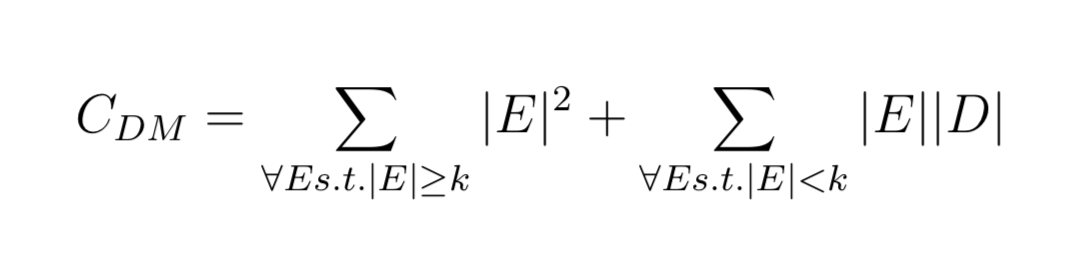 C_{DM} = \sum_{\forall E s.t. |E| \geq k} |E|^2 + \sum_{\forall E s.t. |E| < k} |E||D|